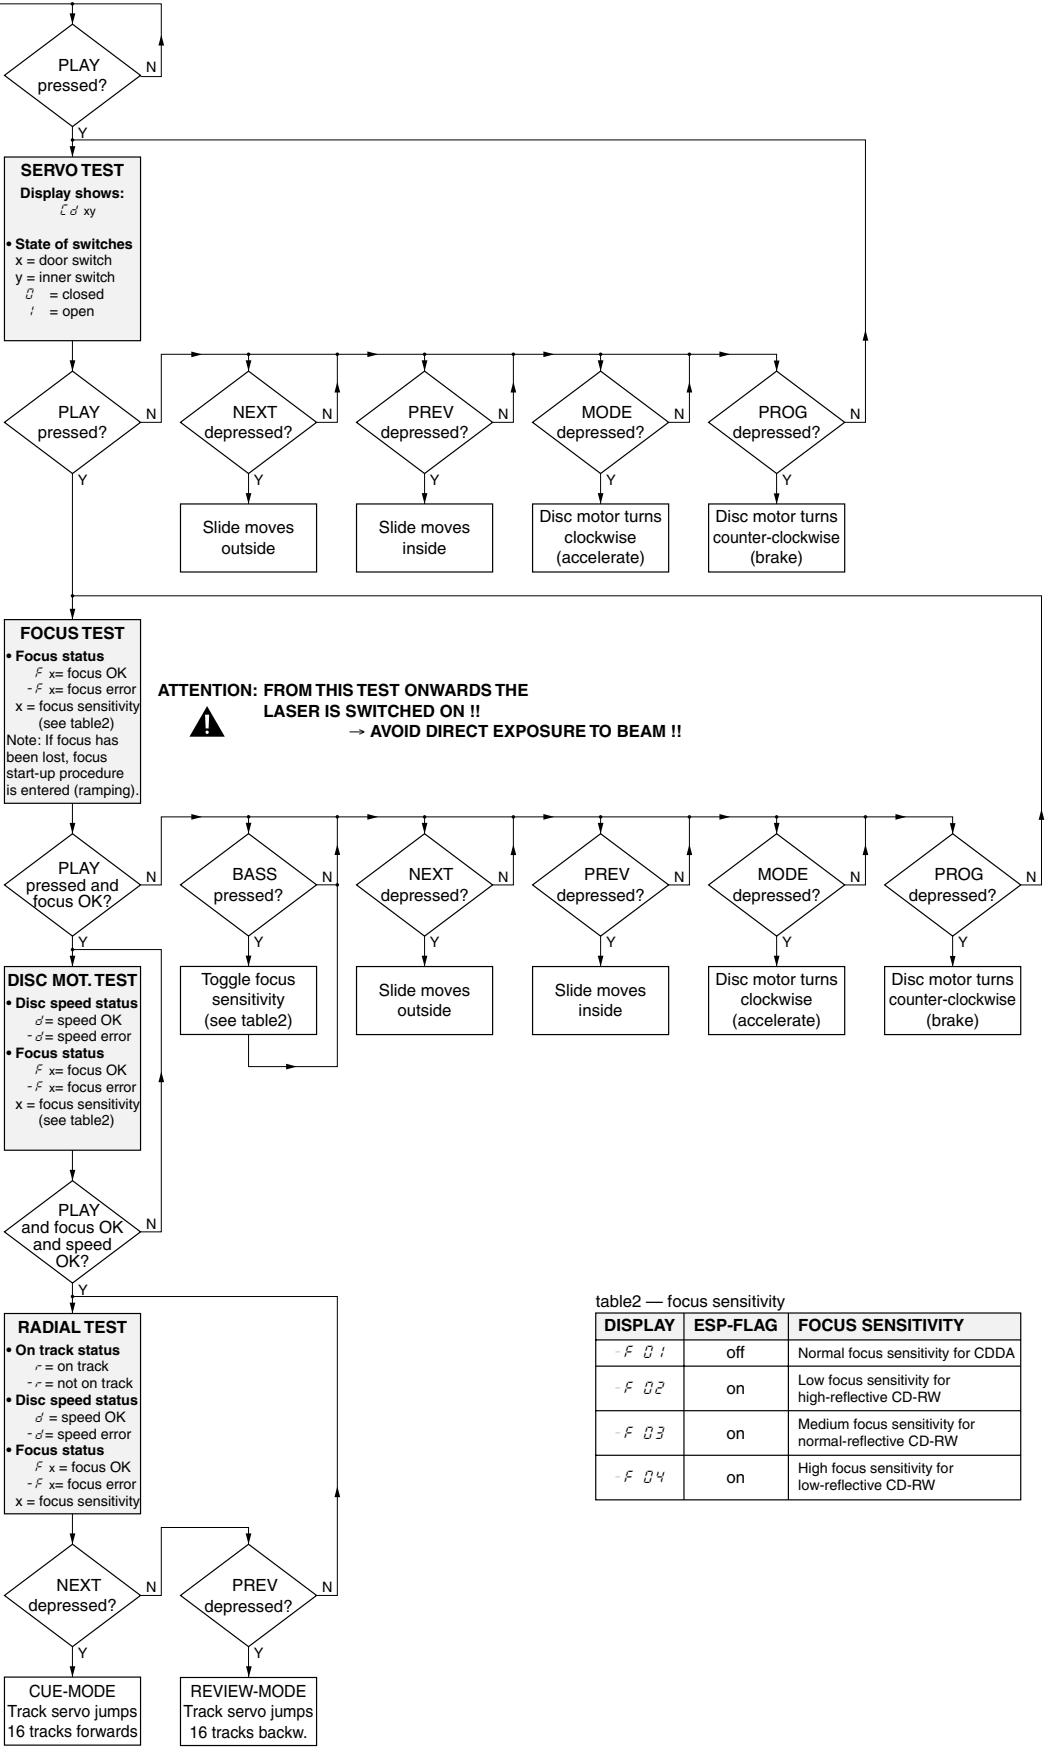 PLAY
pressed?
N
Y
SERVO TEST
Display shows:
Cd xy
• State of switches
x = door switch
y = inner switch
0 = closed
1 = open
PLAY
pressed?
N
Y
NEXT
depressed?
N
Y
PREV
depressed?
N
Y
MODE
depressed?
N
Y
PROG
depressed?
N
Y
Slide moves
outside
Slide moves
inside
Disc motor turns
clockwise
(accelerate)
Disc motor turns
counter-clockwise
(brake)
FOCUS TEST
• Focus status
F x= focus OK
-F x= focus error
x = focus sensitivity
(see table2)
Note: If focus has
been lost, focus
start-up procedure
is entered (ramping).
ATTENTION: FROM THIS TEST ONWARDS THE
LASER IS SWITCHED ON !!
→ AVOID DIRECT EXPOSURE TO BEAM !!
PLAY
pressed and
focus OK?
N
Y
BASS
pressed?
N
Y
NEXT
depressed?
N
Y
PREV
depressed?
N
Y
MODE
depressed?
N
Y
PROG
depressed?
N
Y
Toggle focus
sensitivity
(see table2)
Slide moves
outside
Slide moves
inside
Disc motor turns
clockwise
(accelerate)
Disc motor turns
counter-clockwise
(brake)
DISC MOT. TEST
• Disc speed status
d= speed OK
-d= speed error
• Focus status
F x= focus OK
-F x= focus error
x = focus sensitivity
(see table2)
PLAY
and focus OK
and speed
OK?
N
Y
RADIAL TEST
• On track status
r = on track
-r = not on track
• Disc speed status
d = speed OK
-d= speed error
• Focus status
F x = focus OK
-F x= focus error
x = focus sensitivity
NEXT
depressed?
N
Y
PREV
depressed?
N
Y
CUE-MODE
Track servo jumps
16 tracks forwards
REVIEW-MODE
Track servo jumps
16 tracks backw.
table2 — focus sensitivity
DISPLAY ESP-FLAG FOCUS SENSITIVITY
-F 01 off Normal focus sensitivity for CDDA
-F 02 on Low focus sensitivity for
high-reflective CD-RW
-F 03 on Medium focus sensitivity for
normal-reflective CD-RW
-F 04 on High focus sensitivity for
low-reflective CD-RW